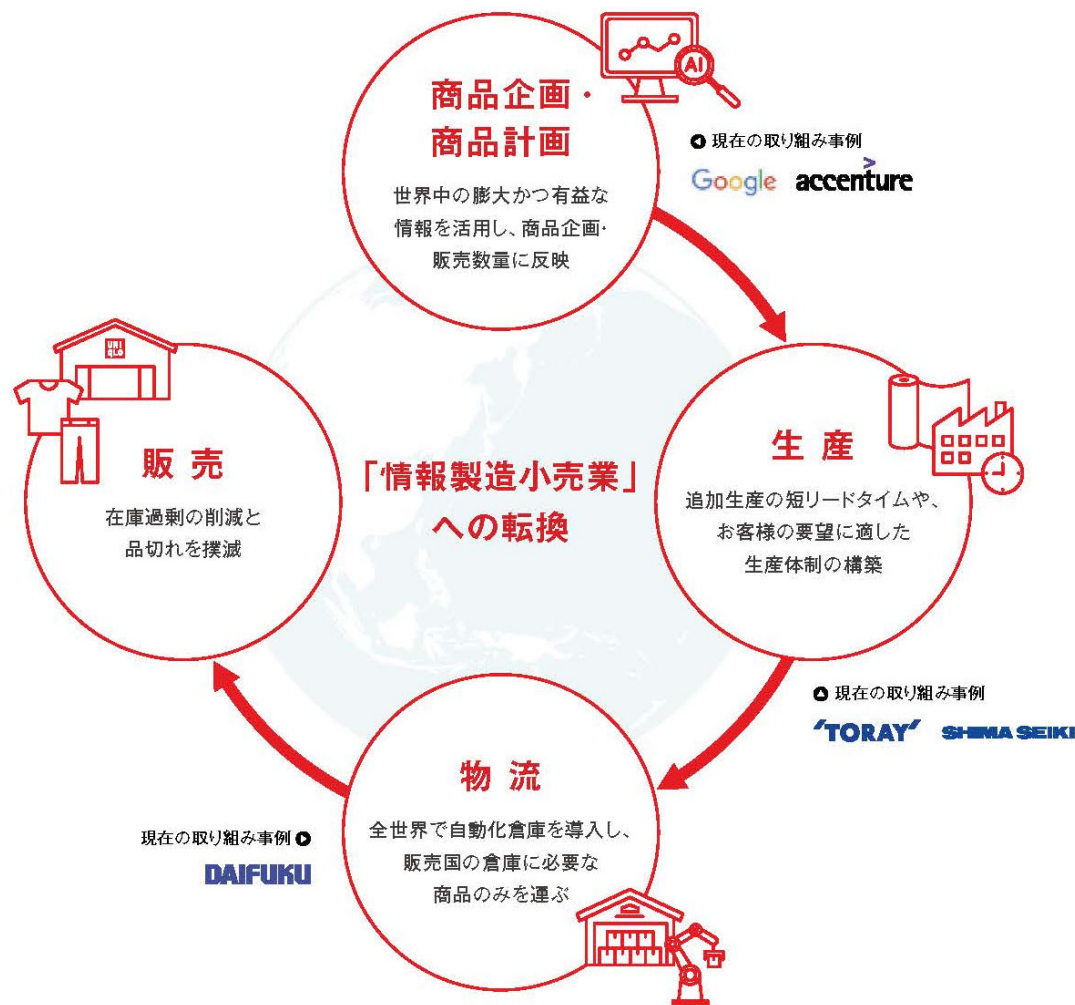 AI
商品企画・
商品計画
世界中の膨大かつ有益な
情報を活用し、商品企画・
販売数量に反映
現在の取り組み事例
Google accenture
生産
追加生産の短リードタイムや、
お客様の要望に適した
生産体制の構築
現在の取り組み事例
'TORAY' SHIMA SEIKI
物流
全世界で自動化倉庫を導入し、
販売国の倉庫に必要な
商品のみを運ぶ
現在の取り組み事例
DAIFUKU
販売
在庫過剰の削減と
品切れを撲滅
「情報製造小売業」
への転換